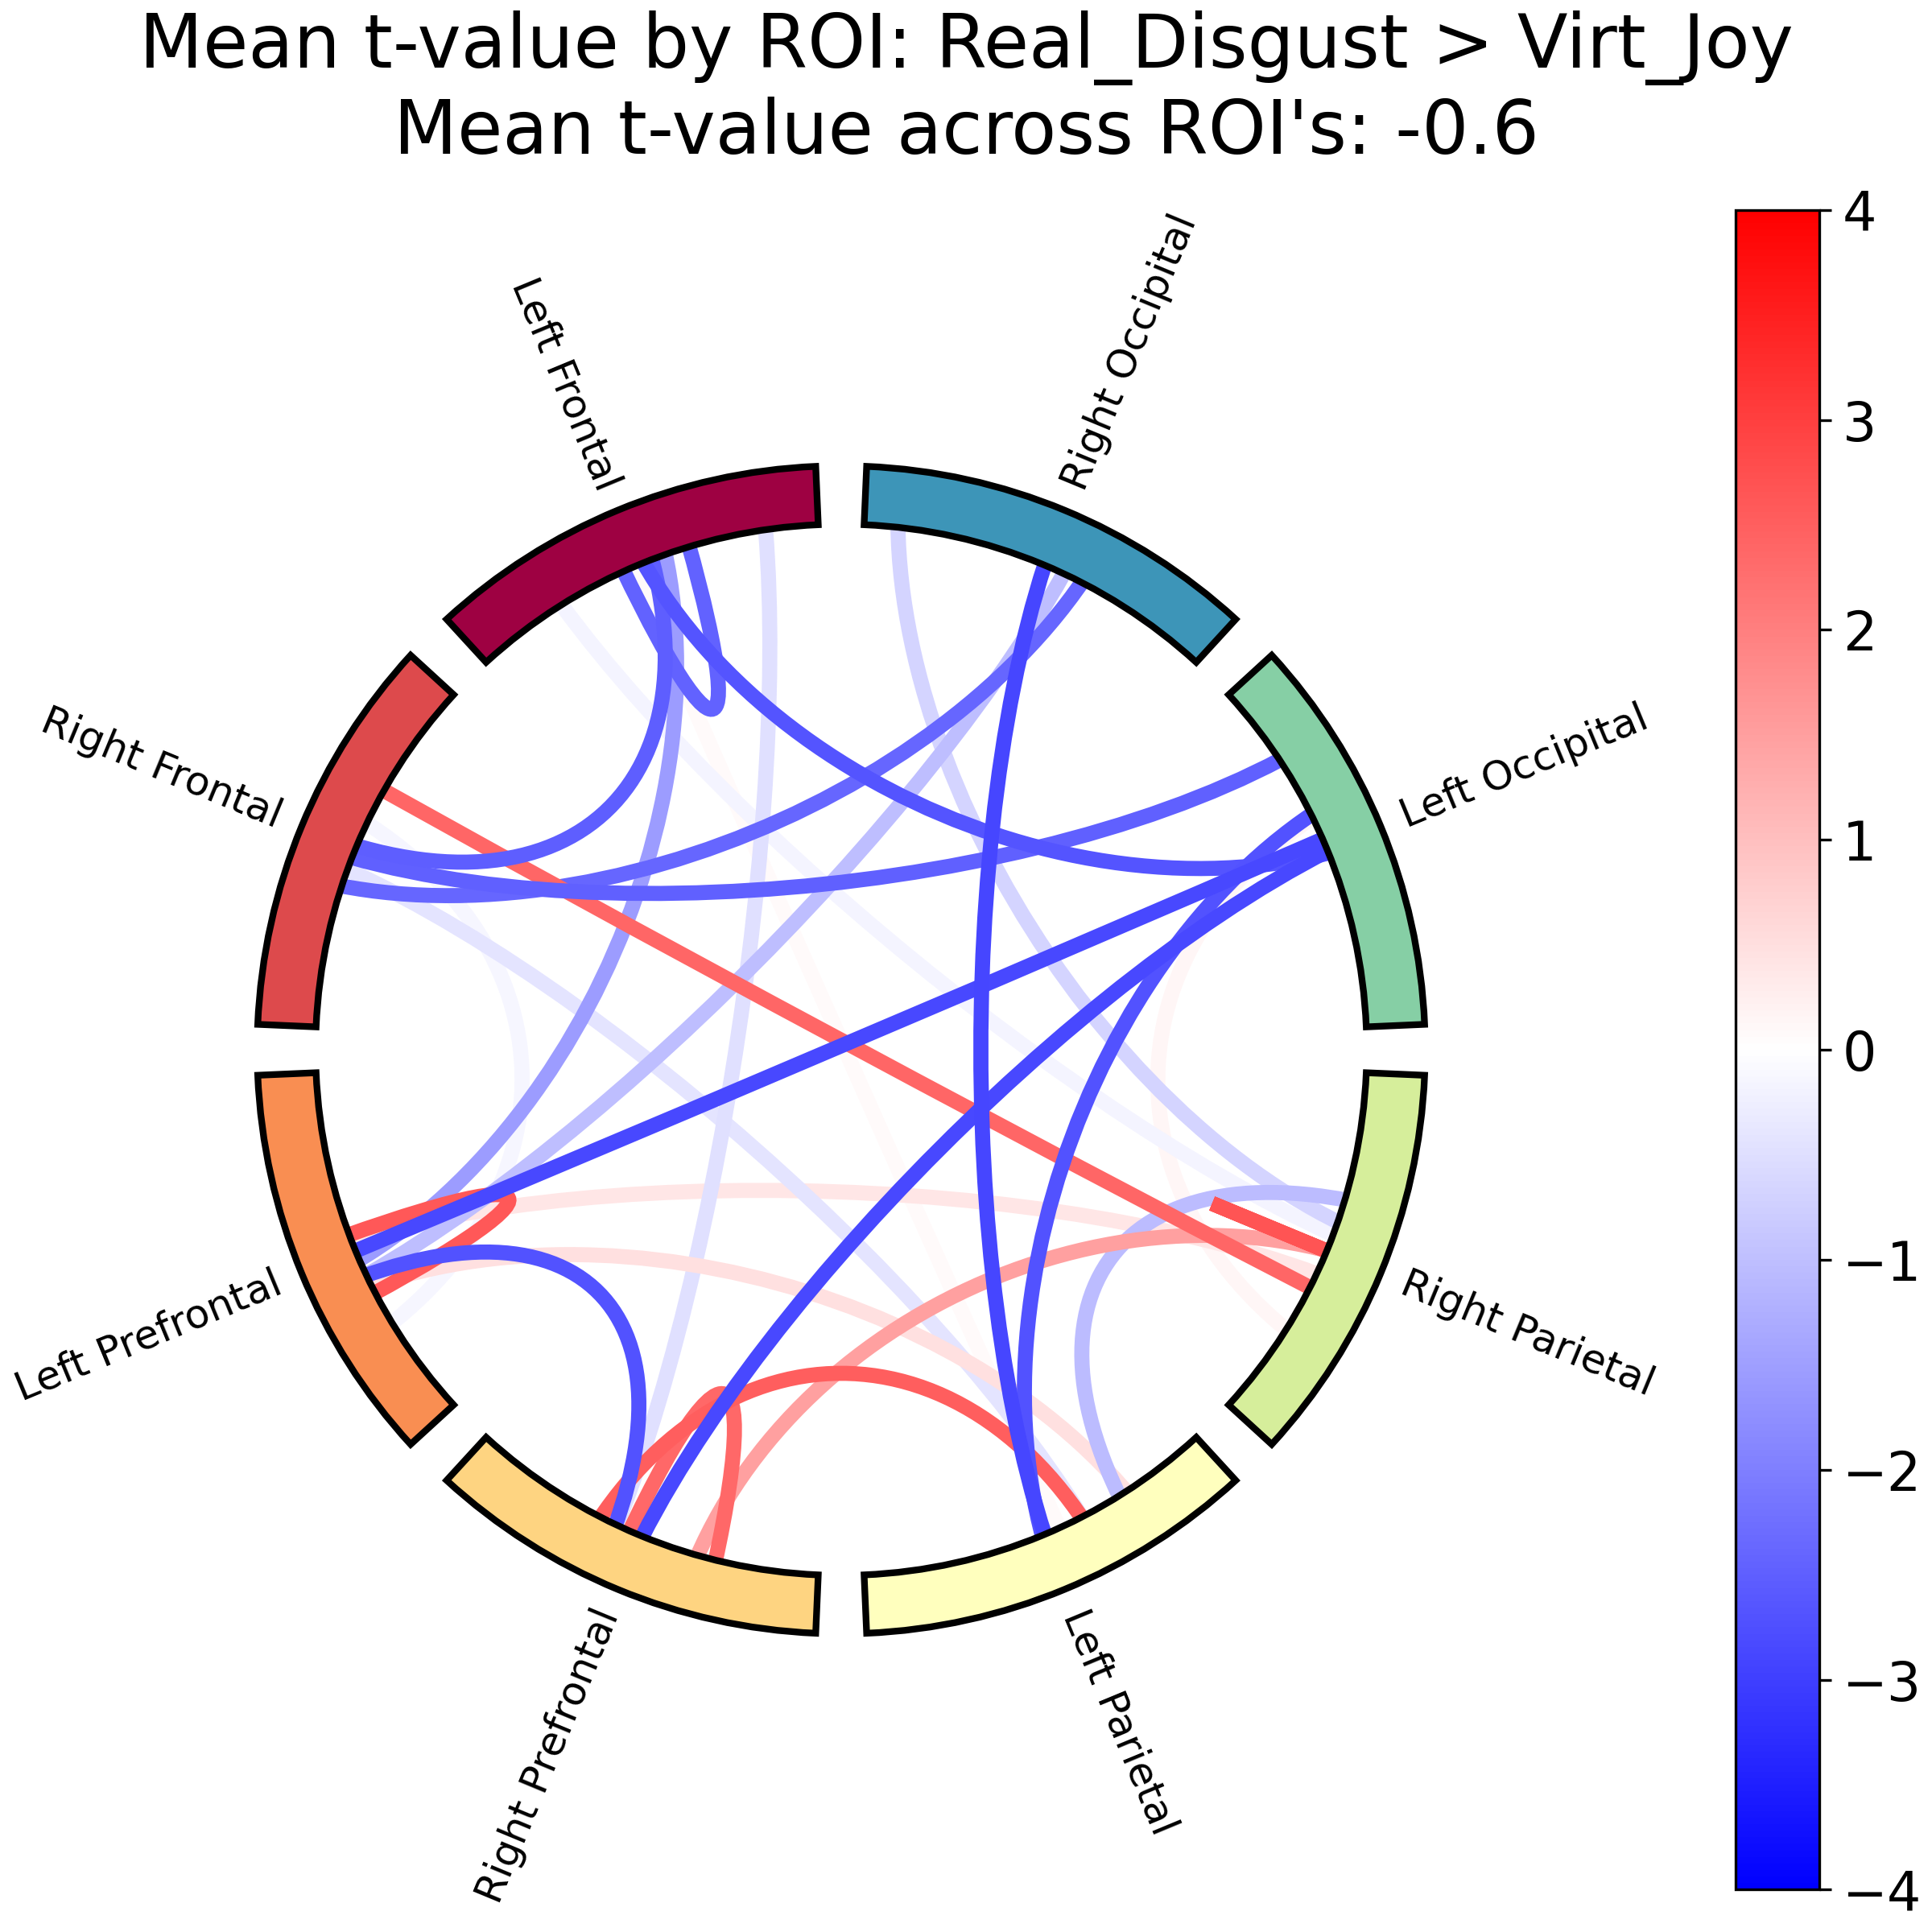 Mean t-value by ROI: Real_Disgust > Virt_Joy
Mean t-value across ROI's: -0.6
Left Frontal
Right Occipital
Right Frontal
Left Occipital
Left Prefrontal
Right Parietal
Right Prefrontal
Left Parietal
4
3
2
1
0
−1
−2
−3
−4